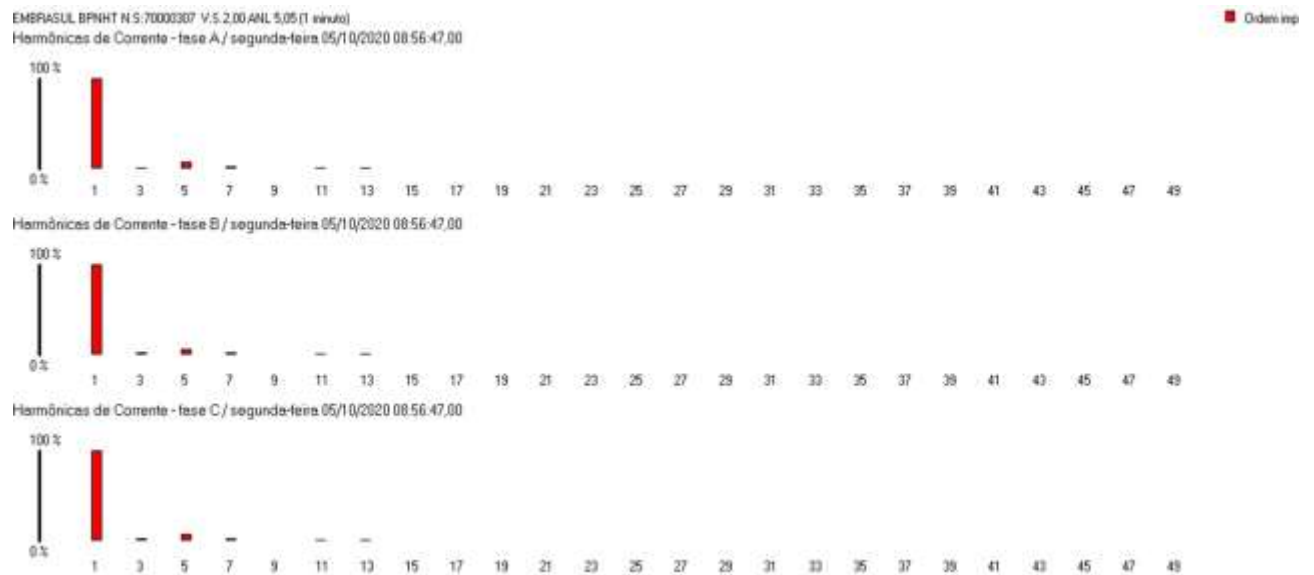 EMBRASUL BPNHT N.S:70000307 V.S.2,00 ANL 5,05 (1 minuto)
Ordem imp
Harmônicas de Corrente - fase A / segunda-feira 05/10/2020 08:56:47,00
100 %
0 %
1 3 5 7 9 11 13 15 17 19 21 23 25 27 29 31 33 35 37 39 41 43 45 47 49
Harmônicas de Corrente - fase B / segunda-feira 05/10/2020 08:56:47,00
100 %
0 %
1 3 5 7 9 11 13 15 17 19 21 23 25 27 29 31 33 35 37 39 41 43 45 47 49
Harmônicas de Corrente - fase C / segunda-feira 05/10/2020 08:56:47,00
100 %
0 %
1 3 5 7 9 11 13 15 17 19 21 23 25 27 29 31 33 35 37 39 41 43 45 47 49